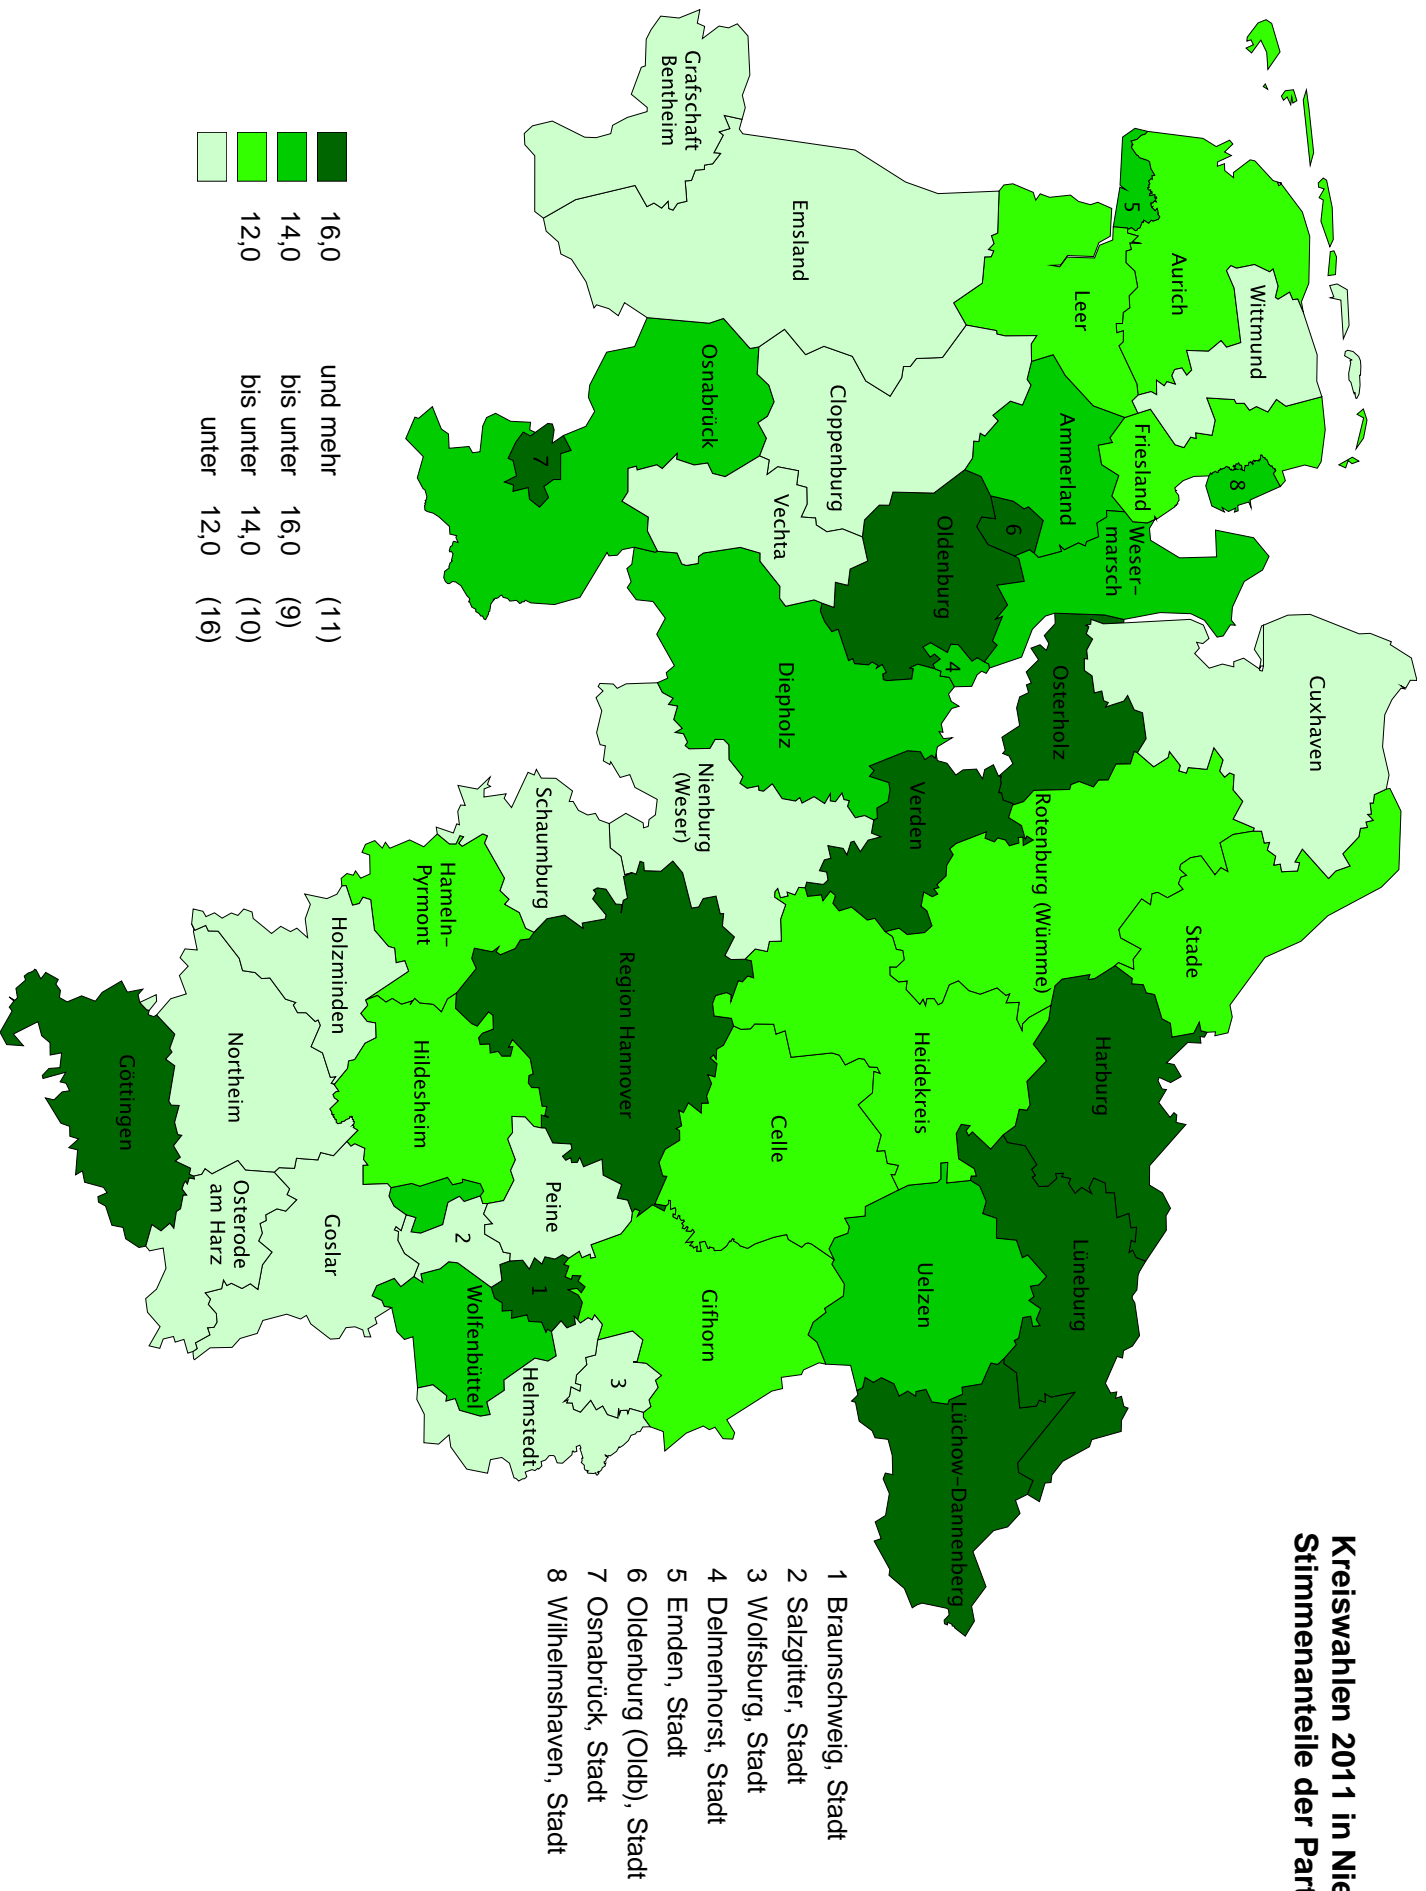 Kreiswahlen 2011 in Nie
Stimmenanteile der Part
Cuxhaven
Stade
Wittmund
Aurich
8
Friesland
5
Leer
Weser-
marsch
Ammerland
Osterholz
Rotenburg (Wümme)
Harburg
Lüneburg
6
Oldenburg
4
Verden
Heidekreis
Uelzen
Lüchow-Dannenberg
Emsland
Cloppenburg
Vechta
Diepholz
Celle
Grafschaft
Bentheim
Osnabrück
7
Nienburg
(Weser)
Region Hannover
Gifhorn
Schaumburg
Peine
1
3
Helmstedt
Hameln-
Pyrmont
Hildesheim
2
Wolfenbüttel
Holzminden
Goslar
Northeim
Osterode
am Harz
Göttingen
16,0 und mehr (11)
14,0 bis unter 16,0 (9)
12,0 bis unter 14,0 (10)
unter 12,0 (16)
1 Braunschweig, Stadt
2 Salzgitter, Stadt
3 Wolfsburg, Stadt
4 Delmenhorst, Stadt
5 Emden, Stadt
6 Oldenburg (Oldb), Stadt
7 Osnabrück, Stadt
8 Wilhelmshaven, Stadt